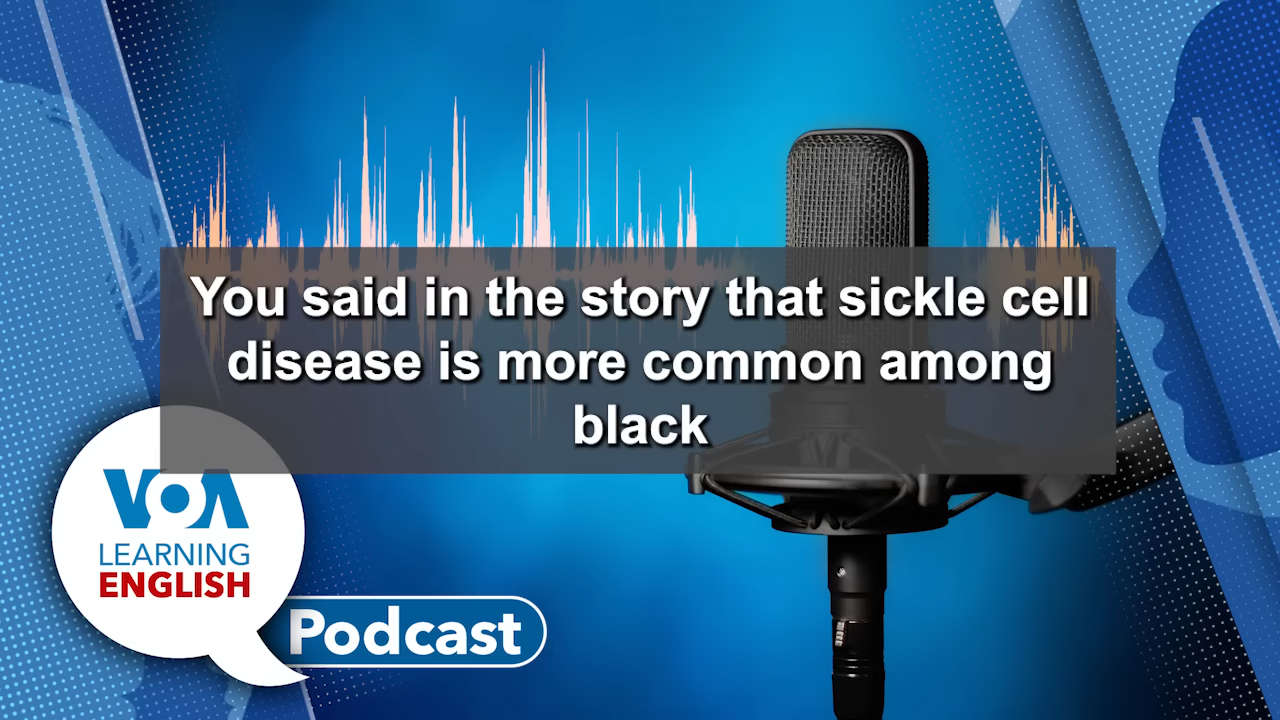 You said in the story that sickle cell
disease is more common among
black
VOA
LEARNING
ENGLISH
Podcast